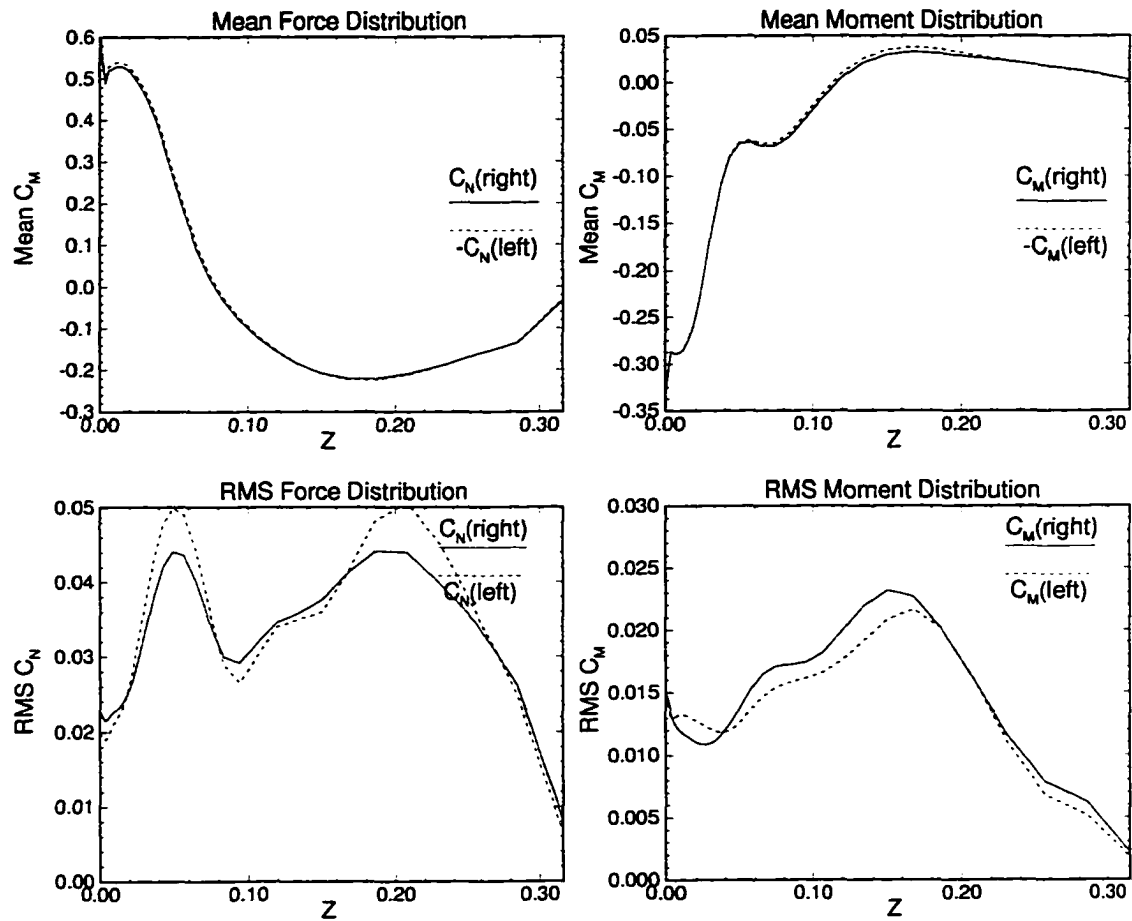 Mean Force Distribution
0.6
0.5
0.4
0.3
0.2
0.1
0.0
-0.1
-0.2
-0.3
Mean C_M
C_N(right)
-C_N(left)
0.00
0.10
0.20
0.30
Z
Mean Moment Distribution
0.05
0.00
-0.05
-0.10
-0.15
-0.20
-0.25
-0.30
-0.35
Mean C_M
C_M(right)
-C_M(left)
0.00
0.10
0.20
0.30
Z
RMS Force Distribution
0.05
0.04
0.03
0.02
0.01
0.00
RMS C_N
C_N(right)
C_N(left)
0.00
0.10
0.20
0.30
Z
RMS Moment Distribution
0.030
0.025
0.020
0.015
0.010
0.005
0.000
RMS C_M
C_M(right)
C_M(left)
0.00
0.10
0.20
0.30
Z